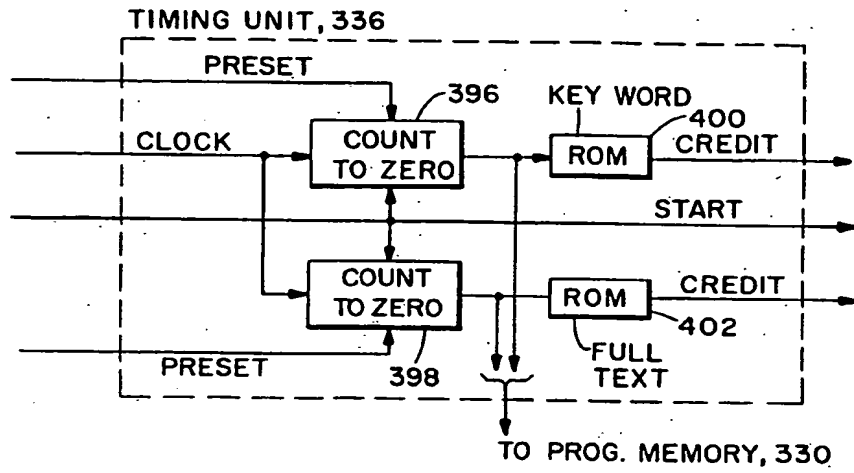 TIMING UNIT, 336
PRESET
396
KEY WORD
400
CLOCK
COUNT
TO ZERO
ROM
CREDIT
START
COUNT
TO ZERO
ROM
CREDIT
402
PRESET
398
FULL
TEXT
TO PROG. MEMORY, 330